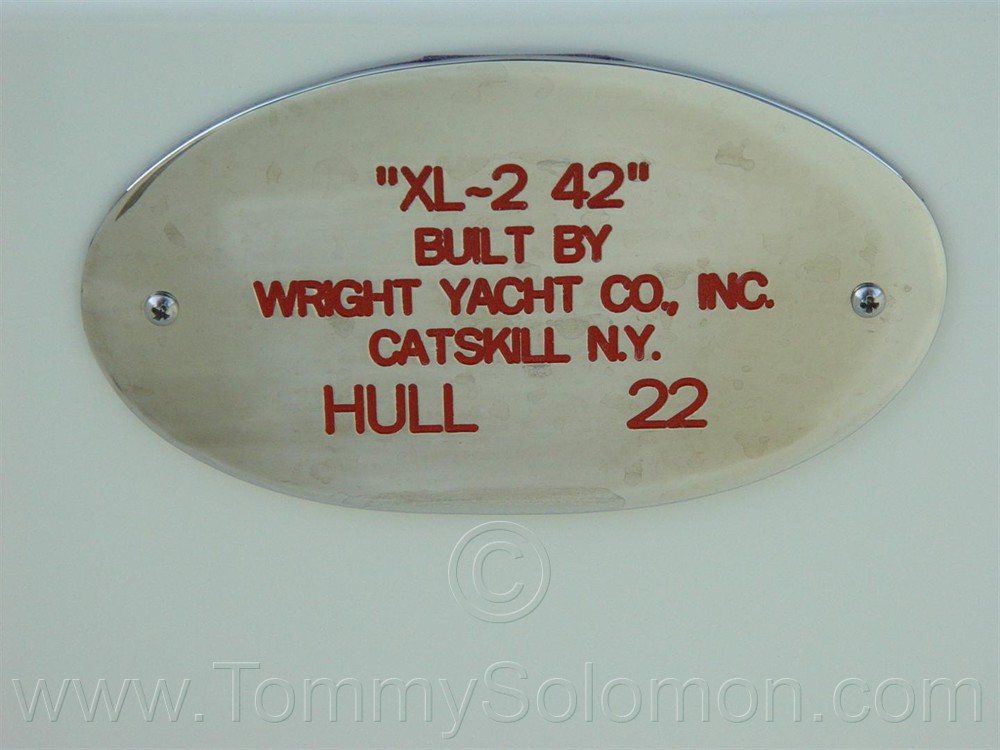 "XL~2 42"
BUILT BY
WRIGHT YACHT CO., INC.
CATSKILL N.Y.
HULL 22
©
www.TommySolomon.com